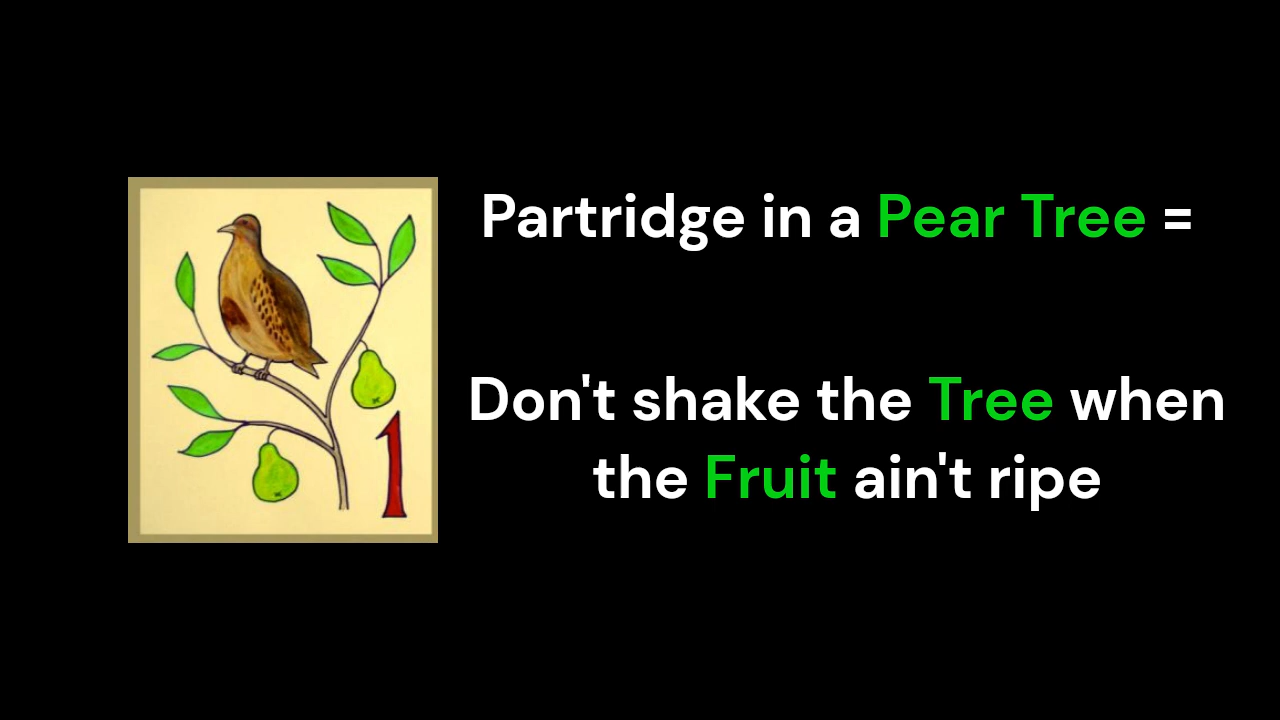 Partridge in a Pear Tree =
Don't shake the Tree when
the Fruit ain't ripe
1